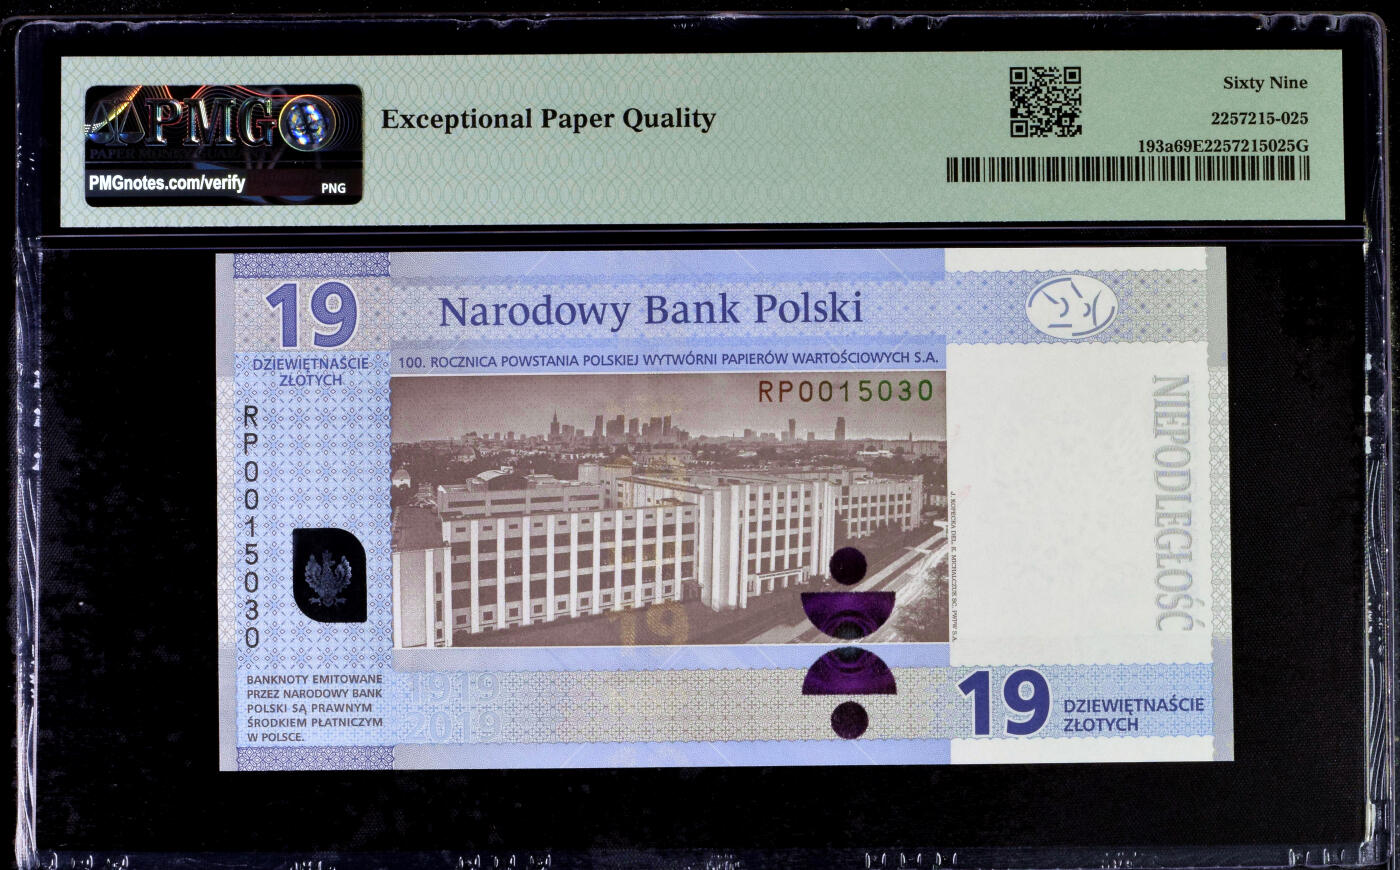 PMG
PAPER MONEY GUARANTY
PMGnotes.com/verify
PNG
Exceptional Paper Quality
Sixty Nine
2257215-025
193a69E2257215025G
19
DZIEWIĘTNAŚCIE
ZŁOTYCH
Narodowy Bank Polski
100. ROCZNICA POWSTANIA POLSKIEJ WYTWÓRNI PAPIERÓW WARTOŚCIOWYCH S.A.
RP0015030
RP0015030
NIEPODLEGŁOŚĆ
BANKNOTY EMITOWANE
PRZEZ NARODOWY BANK
POLSKI SĄ PRAWNYM
ŚRODKIEM PŁATNICZYM
W POLSCE.
1919
2019
19
19
DZIEWIĘTNAŚCIE
ZŁOTYCH